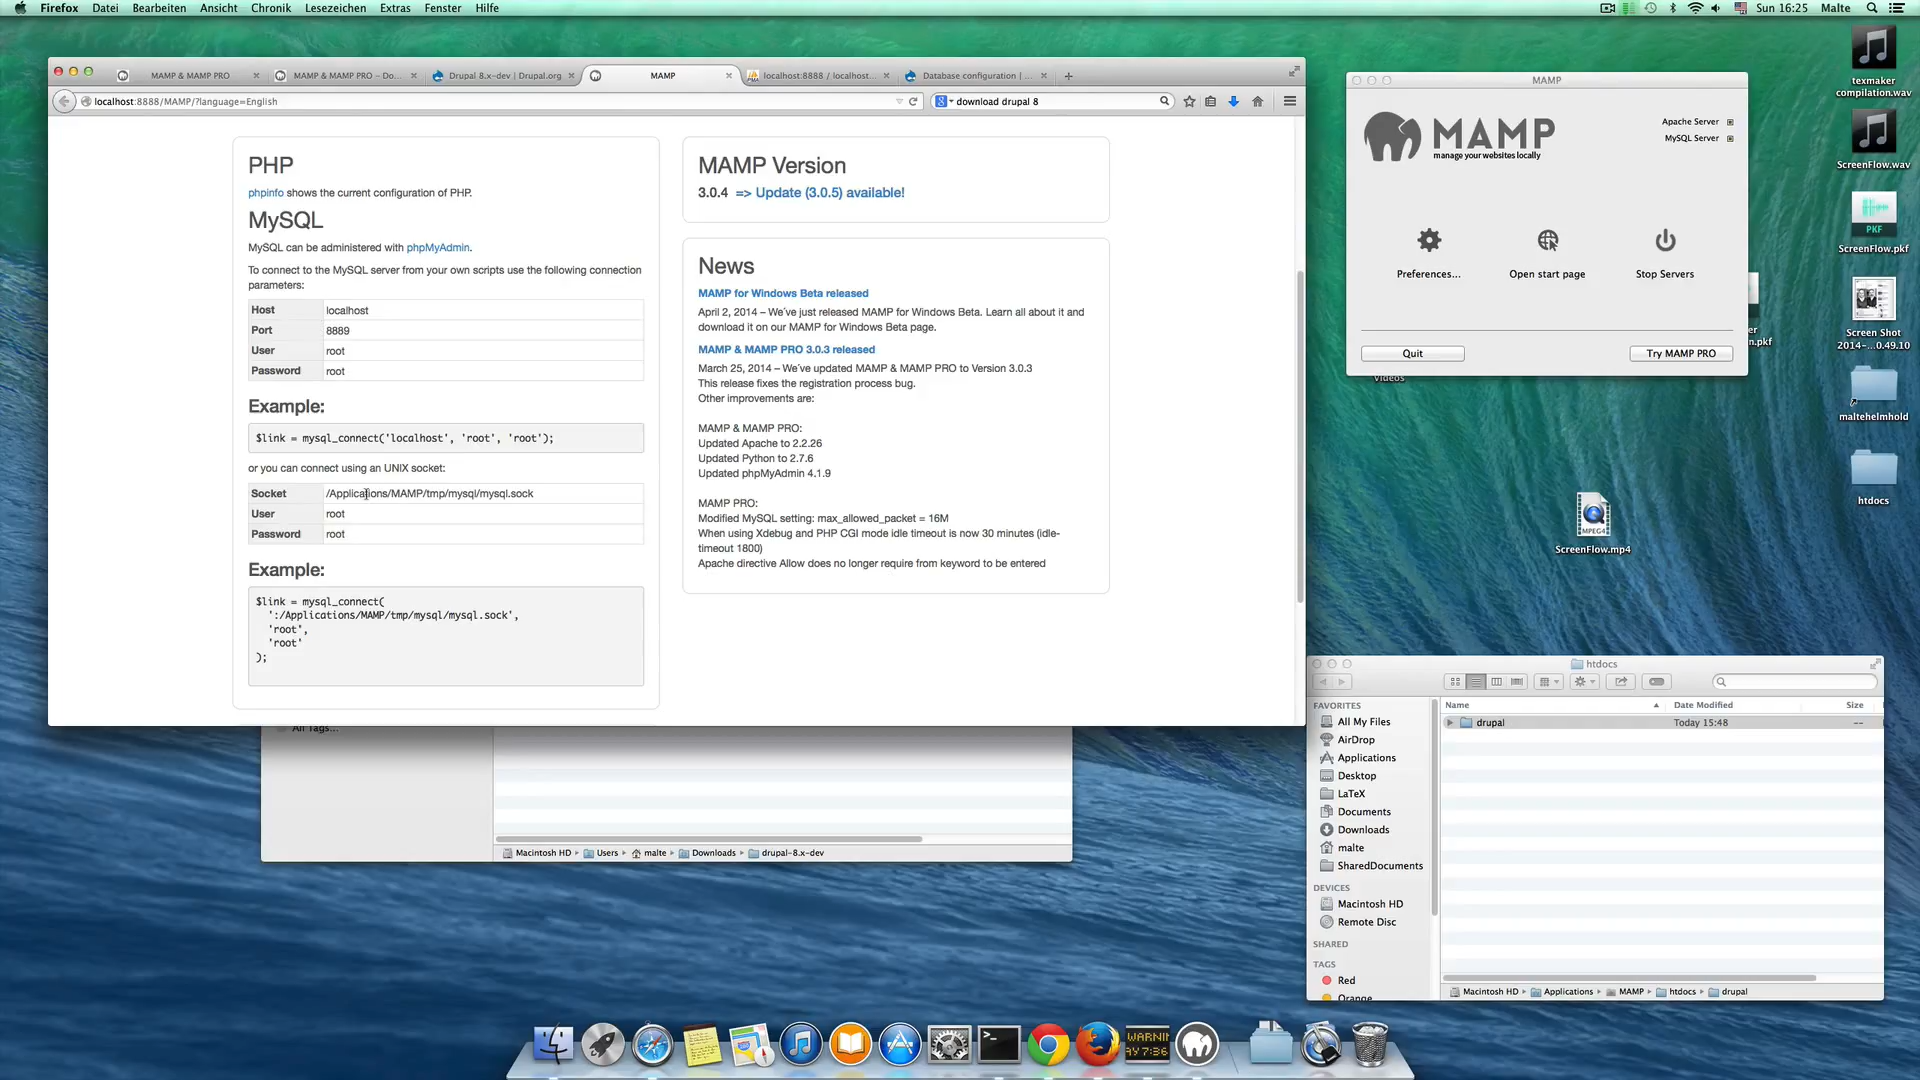 Firefox Datei Bearbeiten Ansicht Chronik Lesezeichen Extras Fenster Hilfe
Sun 16:25 Malte
MAMP & MAMP PRO
MAMP & MAMP PRO – Do...
Drupal 8.x-dev | Drupal.org
MAMP
localhost:8888 / localhost...
Database configuration | ...
localhost:8888/MAMP/?language=English
download drupal 8
PHP
phpinfo shows the current configuration of PHP.
MySQL
MySQL can be administered with phpMyAdmin.
To connect to the MySQL server from your own scripts use the following connection
parameters:
Host localhost
Port 8889
User root
Password root
Example:
$link = mysql_connect('localhost', 'root', 'root');
or you can connect using an UNIX socket:
Socket /Applications/MAMP/tmp/mysql/mysql.sock
User root
Password root
Example:
$link = mysql_connect(
':/Applications/MAMP/tmp/mysql/mysql.sock',
'root',
'root'
);
MAMP Version
3.0.4 => Update (3.0.5) available!
News
MAMP for Windows Beta released
April 2, 2014 – We´ve just released MAMP for Windows Beta. Learn all about it and
download it on our MAMP for Windows Beta page.
MAMP & MAMP PRO 3.0.3 released
March 25, 2014 – We´ve updated MAMP & MAMP PRO to Version 3.0.3
This release fixes the registration process bug.
Other improvements are:
MAMP & MAMP PRO:
Updated Apache to 2.2.26
Updated Python to 2.7.6
Updated phpMyAdmin 4.1.9
MAMP PRO:
Modified MySQL setting: max_allowed_packet = 16M
When using Xdebug and PHP CGI mode idle timeout is now 30 minutes (idle-
timeout 1800)
Apache directive Allow does no longer require from keyword to be entered
All Tags...
Macintosh HD Users malte Downloads drupal-8.x-dev
MAMP
MAMP
manage your websites locally
Apache Server
MySQL Server
Preferences...
Open start page
Stop Servers
Quit
Try MAMP PRO
videos
n.pkf
texmaker
compilation.wav
ScreenFlow.wav
PKF
ScreenFlow.pkf
Screen Shot
2014-...0.49.10
maltehelmhold
htdocs
MPEG4
ScreenFlow.mp4
htdocs
FAVORITES
All My Files
AirDrop
Applications
Desktop
LaTeX
Documents
Downloads
malte
SharedDocuments
DEVICES
Macintosh HD
Remote Disc
SHARED
TAGS
Red
Orange
Name Date Modified Size
drupal Today 15:48 --
Macintosh HD Applications MAMP htdocs drupal
WARNIN
AY 7:36